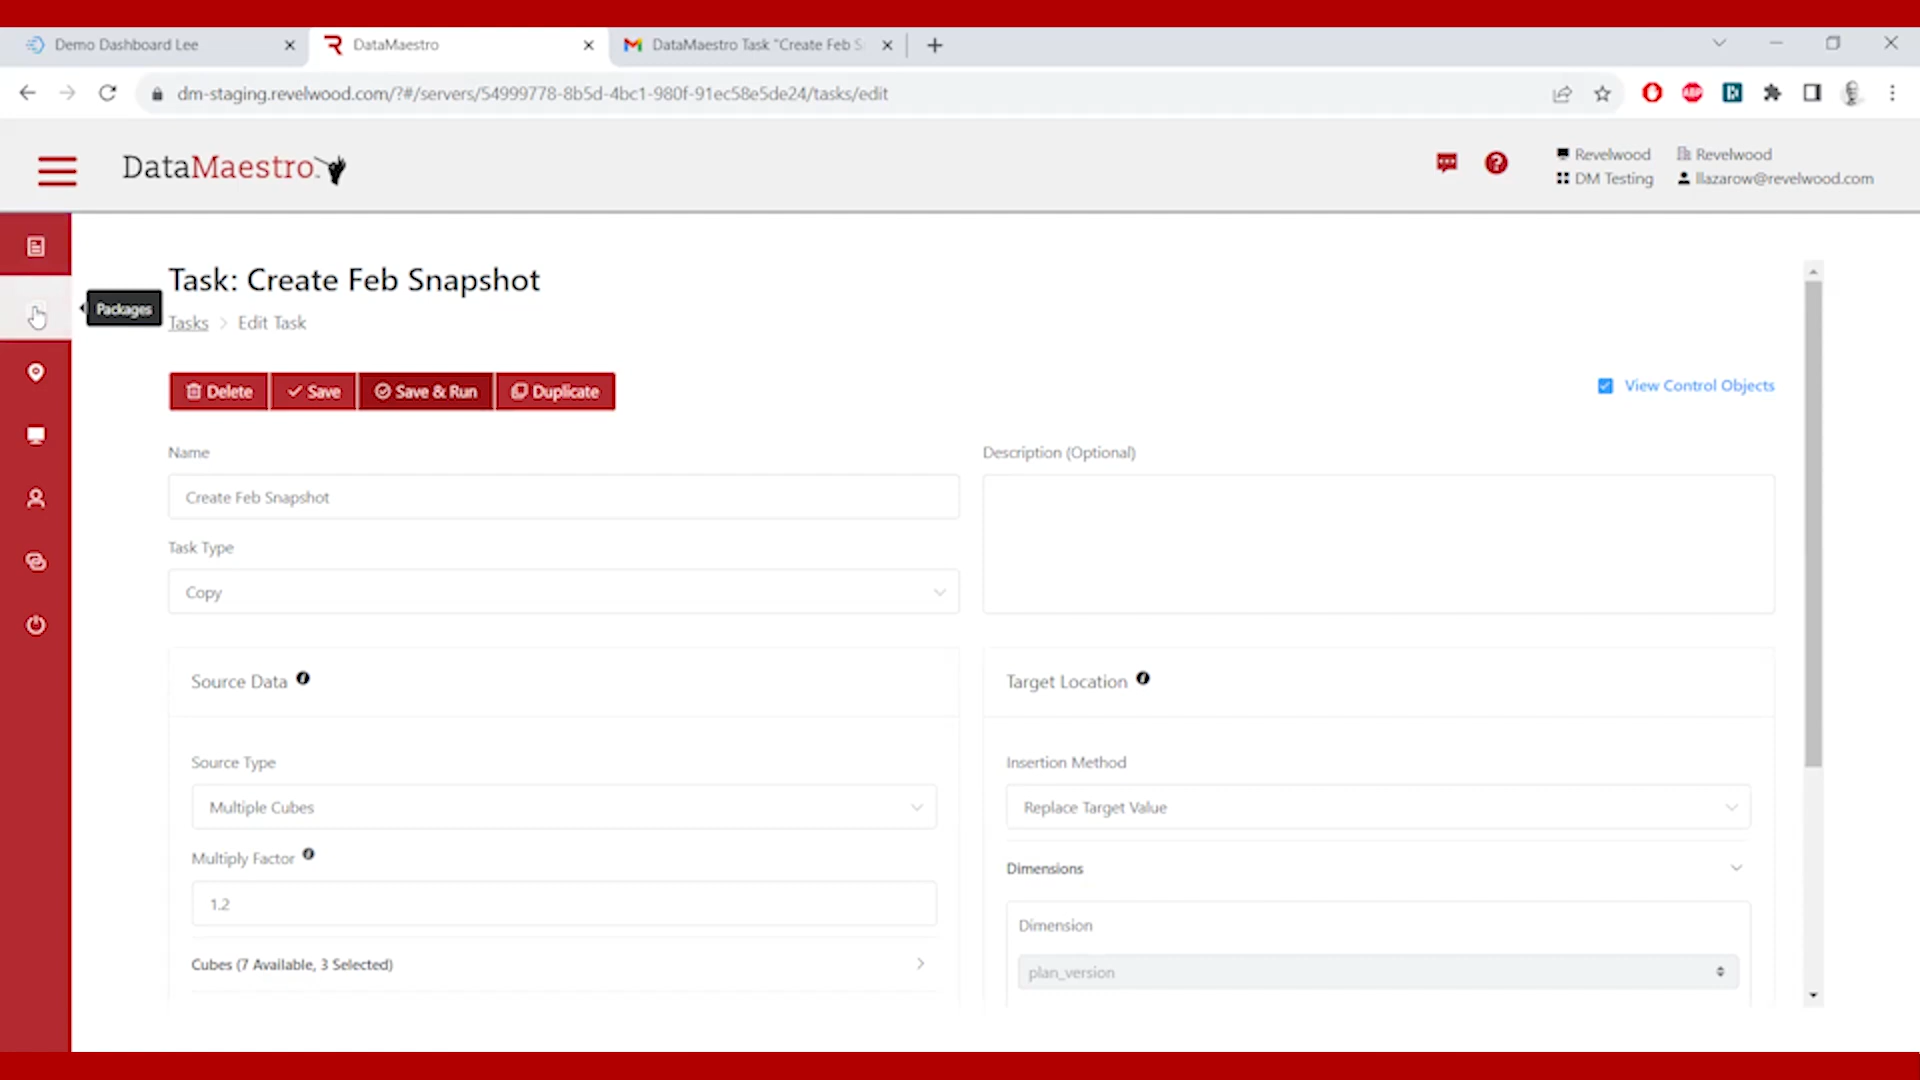 Demo Dashboard Lee
DataMaestro
DataMaestro Task "Create Feb S
dm-staging.revelwood.com/?#/servers/54999778-8b5d-4bc1-980f-91ec58e5de24/tasks/edit
DataMaestro
Revelwood
Revelwood
DM Testing
llazarow@revelwood.com
Packages
Task: Create Feb Snapshot
Tasks > Edit Task
Delete
Save
Save & Run
Duplicate
View Control Objects
Name
Description (Optional)
Create Feb Snapshot
Task Type
Copy
Source Data
Target Location
Source Type
Insertion Method
Multiple Cubes
Replace Target Value
Multiply Factor
Dimensions
1.2
Dimension
Cubes (7 Available, 3 Selected)
plan_version